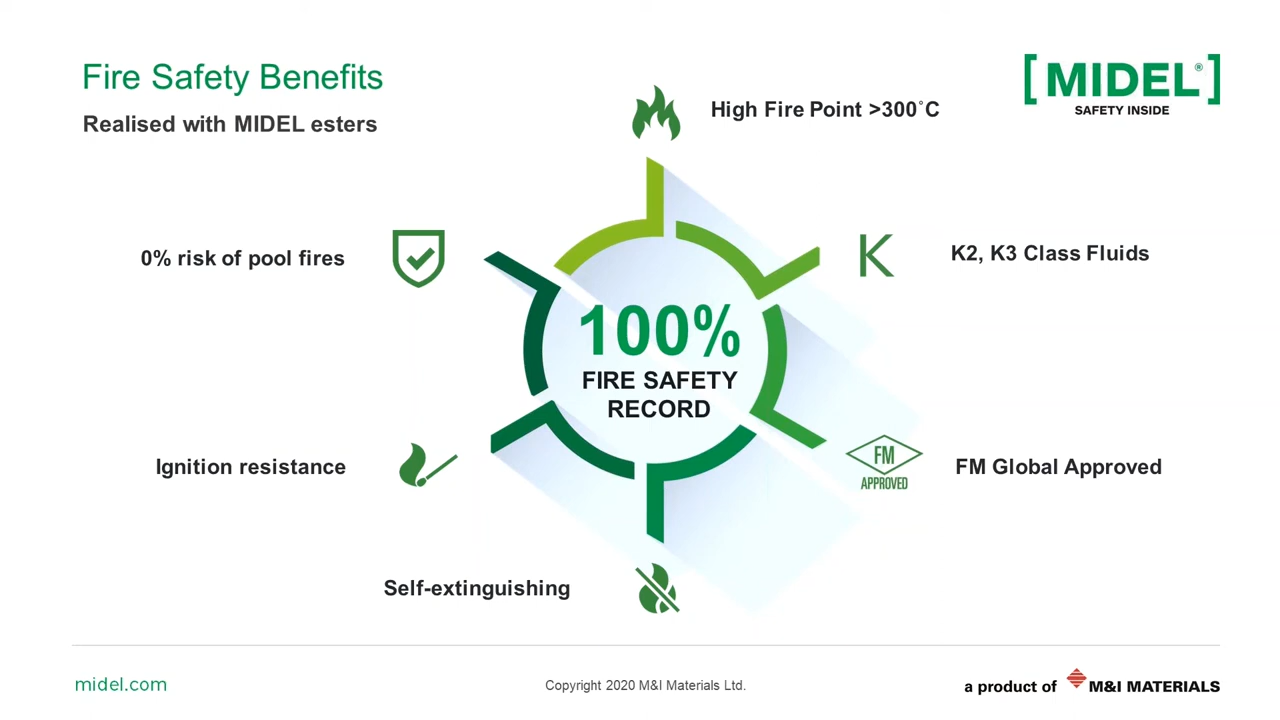 Fire Safety Benefits
Realised with MIDEL esters
[MIDEL®]
SAFETY INSIDE
High Fire Point >300°C
0% risk of pool fires
K
K2, K3 Class Fluids
100%
FIRE SAFETY
RECORD
Ignition resistance
FM
APPROVED
FM Global Approved
Self-extinguishing
midel.com
Copyright 2020 M&I Materials Ltd.
a product of M&I MATERIALS